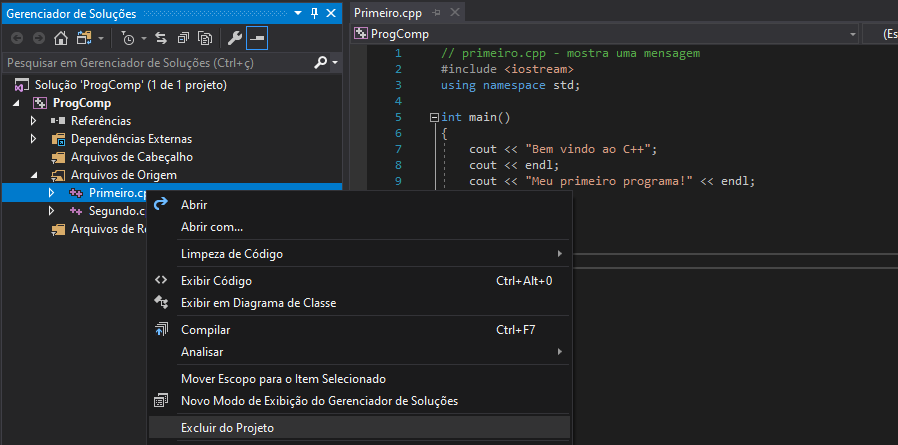 Gerenciador de Soluções
Pesquisar em Gerenciador de Soluções (Ctrl+ç)
Solução 'ProgComp' (1 de 1 projeto)
ProgComp
Referências
Dependências Externas
Arquivos de Cabeçalho
Arquivos de Origem
Primeiro.cp
Segundo.c
Arquivos de Re
Abrir
Abrir com...
Limpeza de Código
Exibir Código Ctrl+Alt+0
Exibir em Diagrama de Classe
Compilar Ctrl+F7
Analisar
Mover Escopo para o Item Selecionado
Novo Modo de Exibição do Gerenciador de Soluções
Excluir do Projeto
Primeiro.cpp
ProgComp (Es
1 // primeiro.cpp - mostra uma mensagem
2 #include <iostream>
3 using namespace std;
4
5 int main()
6 {
7 cout << "Bem vindo ao C++";
8 cout << endl;
9 cout << "Meu primeiro programa!" << endl;